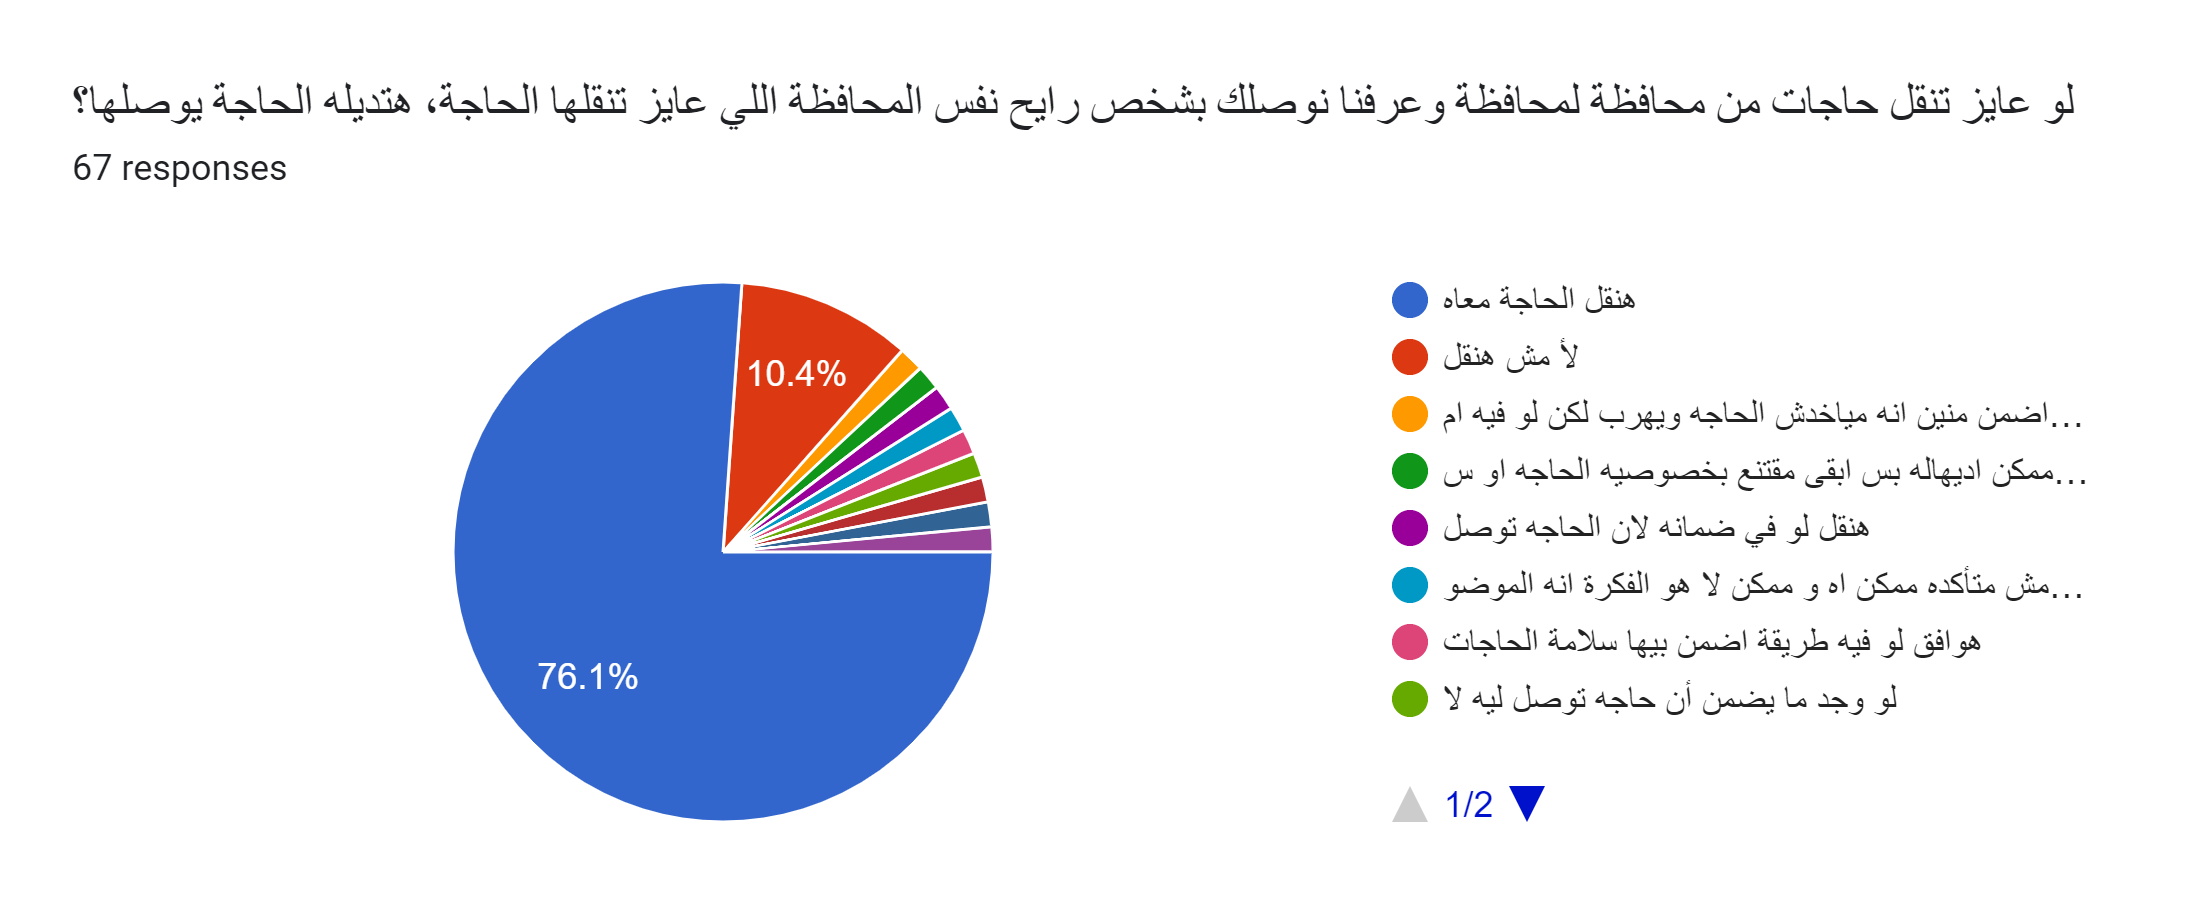 لو عايز تنقل حاجات من محافظة لمحافظة وعرفنا نوصلك بشخص رايح نفس المحافظة اللي عايز تنقلها الحاجة، هتديله الحاجة يوصلها؟
67 responses
10.4%
76.1%
هنقل الحاجة معاه
لأ مش هنقل
اضمن منين انه مياخدش الحاجه ويهرب لكن لو فيه ام...
ممكن اديهاله بس ابقى مقتنع بخصوصيه الحاجه او س...
هنقل لو في ضمانه لان الحاجه توصل
مش متأكده ممكن اه و ممكن لا هو الفكرة انه الموضو...
هوافق لو فيه طريقة اضمن بيها سلامة الحاجات
لو وجد ما يضمن أن حاجه توصل ليه لا
1/2